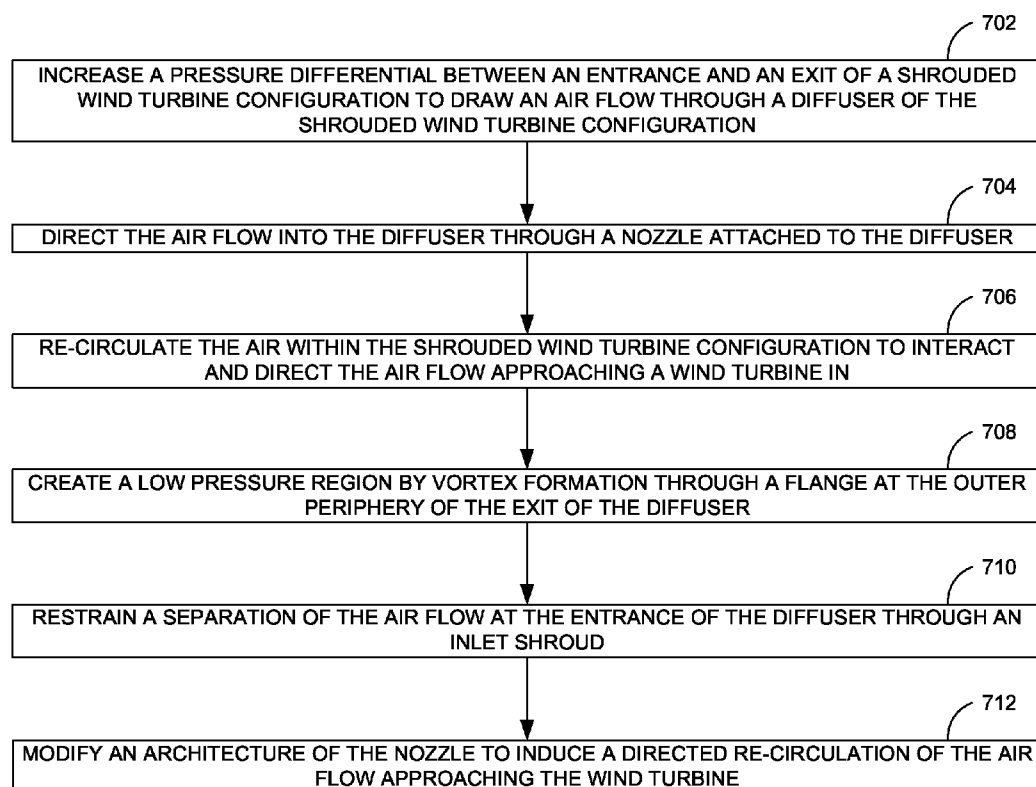 702
INCREASE A PRESSURE DIFFERENTIAL BETWEEN AN ENTRANCE AND AN EXIT OF A SHROUDED
WIND TURBINE CONFIGURATION TO DRAW AN AIR FLOW THROUGH A DIFFUSER OF THE
SHROUDED WIND TURBINE CONFIGURATION
704
DIRECT THE AIR FLOW INTO THE DIFFUSER THROUGH A NOZZLE ATTACHED TO THE DIFFUSER
706
RE-CIRCULATE THE AIR WITHIN THE SHROUDED WIND TURBINE CONFIGURATION TO INTERACT
AND DIRECT THE AIR FLOW APPROACHING A WIND TURBINE IN
708
CREATE A LOW PRESSURE REGION BY VORTEX FORMATION THROUGH A FLANGE AT THE OUTER
PERIPHERY OF THE EXIT OF THE DIFFUSER
710
RESTRAIN A SEPARATION OF THE AIR FLOW AT THE ENTRANCE OF THE DIFFUSER THROUGH AN
INLET SHROUD
712
MODIFY AN ARCHITECTURE OF THE NOZZLE TO INDUCE A DIRECTED RE-CIRCULATION OF THE AIR
FLOW APPROACHING THE WIND TURBINE